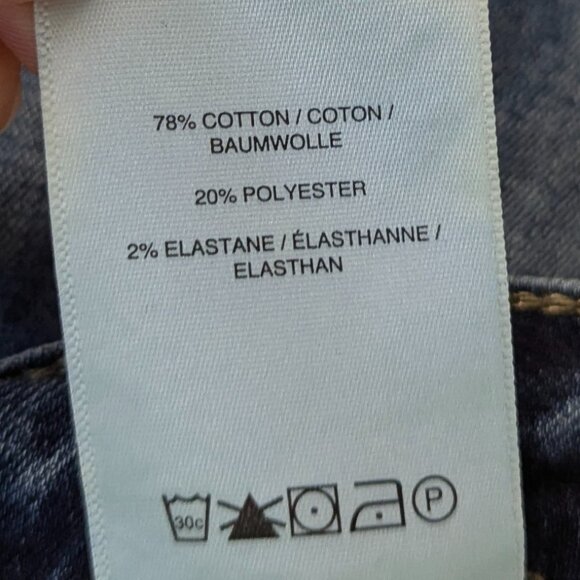 78% COTTON / COTON /
BAUMWOLLE
20% POLYESTER
2% ELASTANE / ÉLASTHANNE /
ELASTHAN
30c P